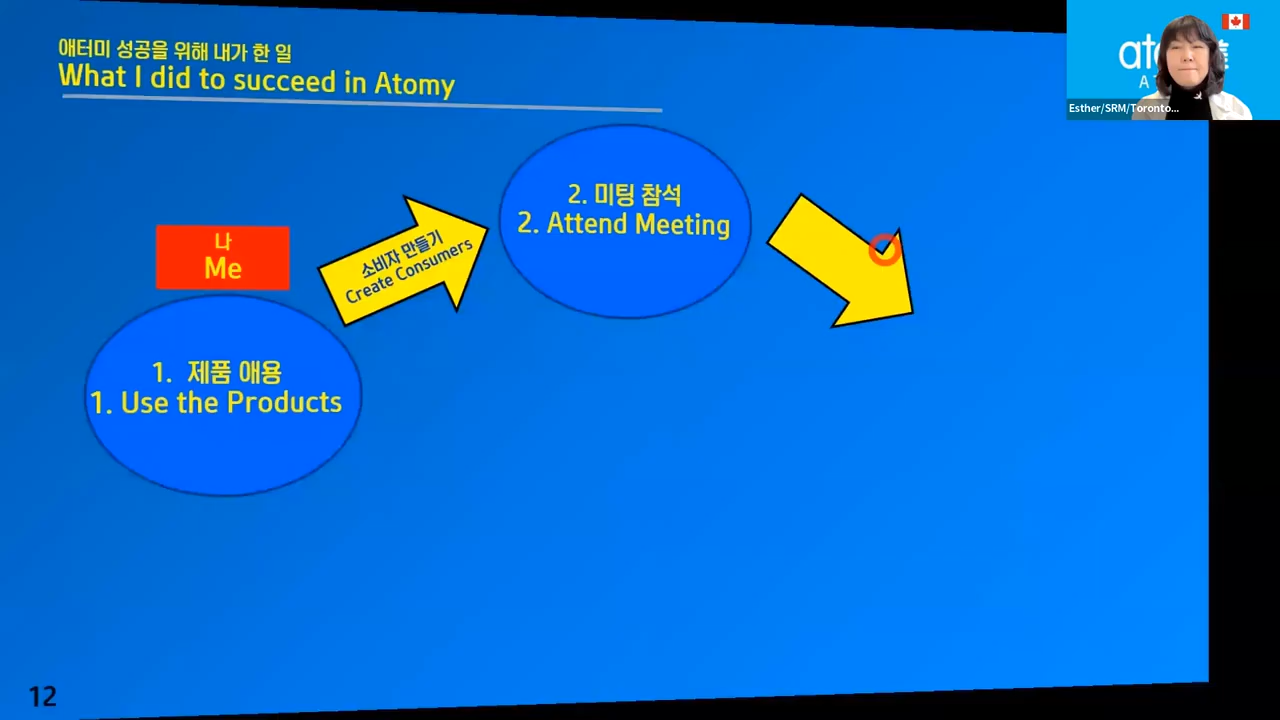 애터미 성공을 위해 내가 한 일
What I did to succeed in Atomy
Esther/SRM/Toronto...
2. 미팅 참석
2. Attend Meeting
나
Me
소비자 만들기
Create Consumers
1. 제품 애용
1. Use the Products
12